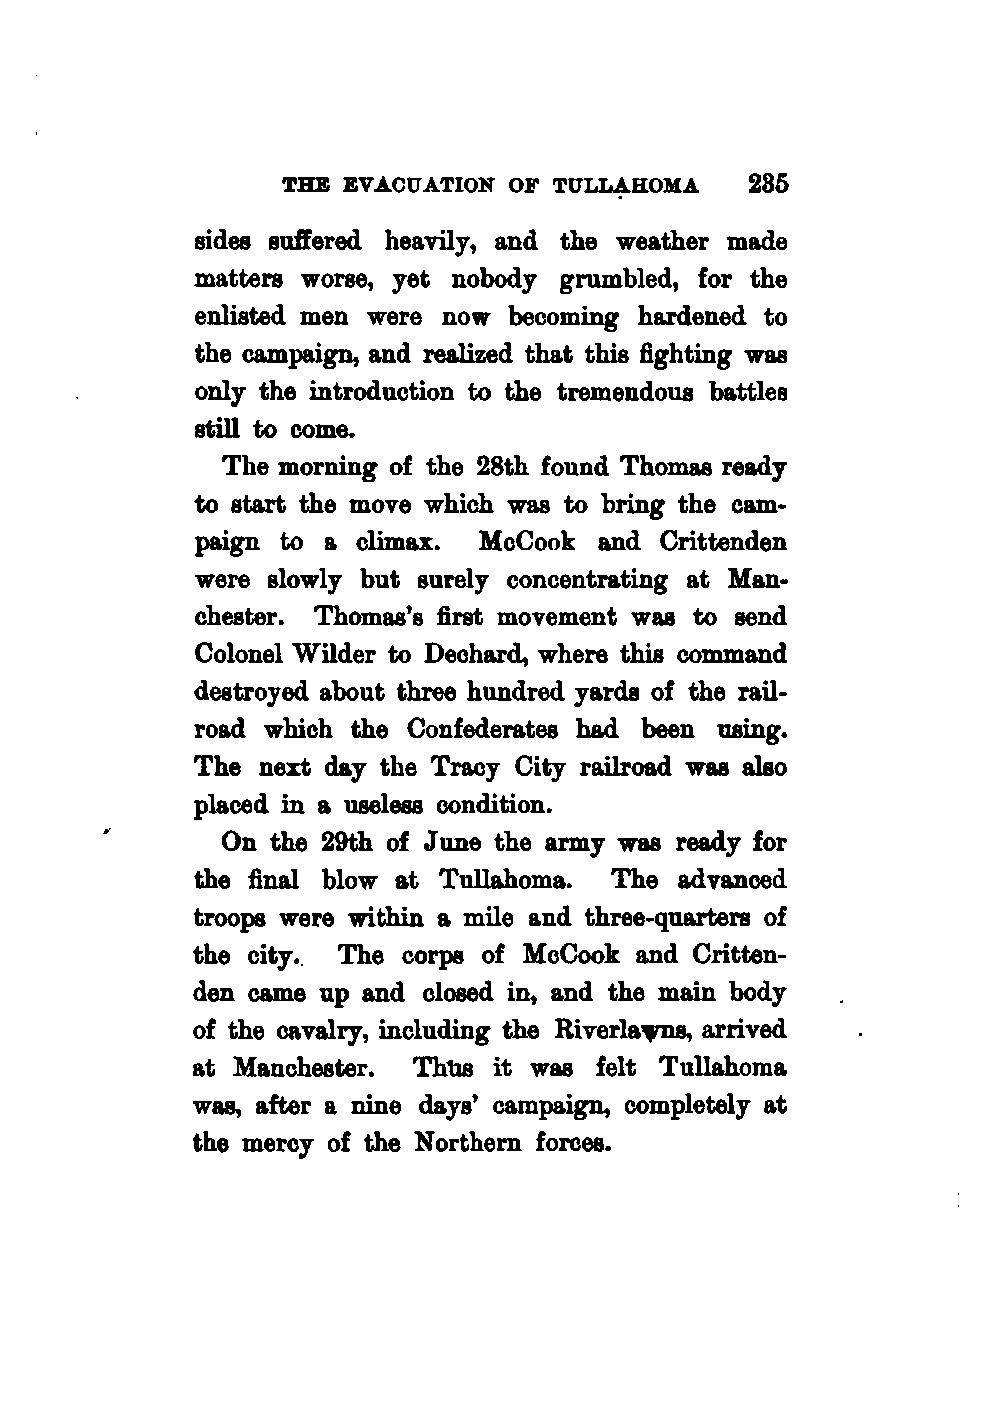 THE EVACUATION OF TULLAHOMA 235
sides suffered heavily, and the weather made
matters worse, yet nobody grumbled, for the
enlisted men were now becoming hardened to
the campaign, and realized that this fighting was
only the introduction to the tremendous battles
still to come.
The morning of the 28th found Thomas ready
to start the move which was to bring the cam-
paign to a climax. McCook and Crittenden
were slowly but surely concentrating at Man-
chester. Thomas's first movement was to send
Colonel Wilder to Dechard, where this command
destroyed about three hundred yards of the rail-
road which the Confederates had been using.
The next day the Tracy City railroad was also
placed in a useless condition.
On the 29th of June the army was ready for
the final blow at Tullahoma. The advanced
troops were within a mile and three-quarters of
the city. The corps of McCook and Critten-
den came up and closed in, and the main body
of the cavalry, including the Riverlawns, arrived
at Manchester. Thus it was felt Tullahoma
was, after a nine days' campaign, completely at
the mercy of the Northern forces.